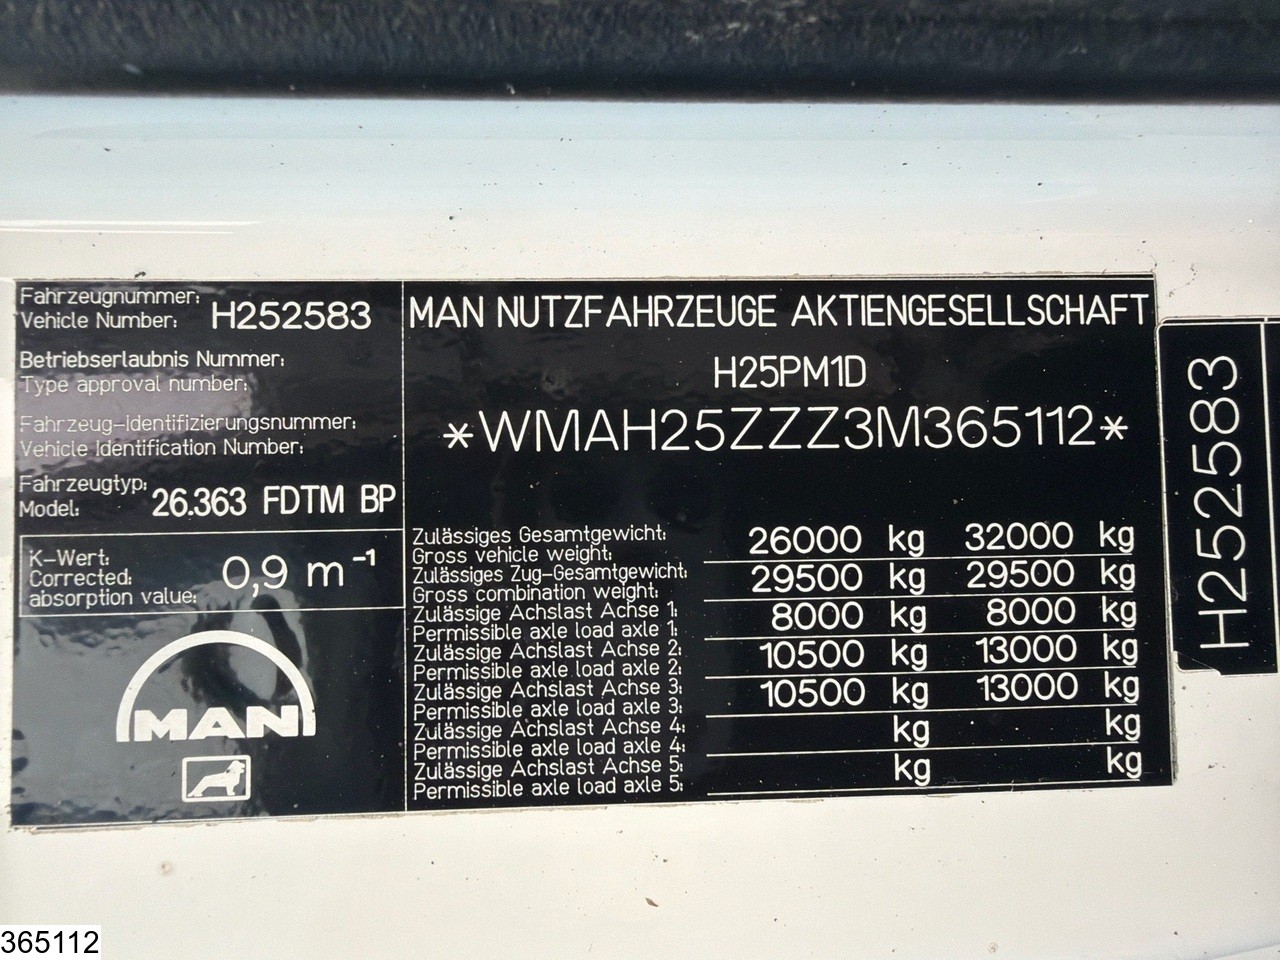 Fahrzeugnummer:
Vehicle Number: H252583
Betriebserlaubnis Nummer:
Type approval number:
Fahrzeug-Identifizierungsnummer:
Vehicle Identification Number:
Fahrzeugtyp:
Model: 26.363 FDTM BP
K-Wert:
Corrected:
absorption value: 0,9 m⁻¹
MAN
MAN NUTZFAHRZEUGE AKTIENGESELLSCHAFT
H25PM1D
*WMAH25ZZZ3M365112*
Zulässiges Gesamtgewicht:
Gross vehicle weight: 26000 kg 32000 kg
Zulässiges Zug-Gesamtgewicht:
Gross combination weight: 29500 kg 29500 kg
Zulässige Achslast Achse 1:
Permissible axle load axle 1: 8000 kg 8000 kg
Zulässige Achslast Achse 2:
Permissible axle load axle 2: 10500 kg 13000 kg
Zulässige Achslast Achse 3:
Permissible axle load axle 3: 10500 kg 13000 kg
Zulässige Achslast Achse 4:
Permissible axle load axle 4: kg kg
Zulässige Achslast Achse 5:
Permissible axle load axle 5: kg kg
H252583
365112